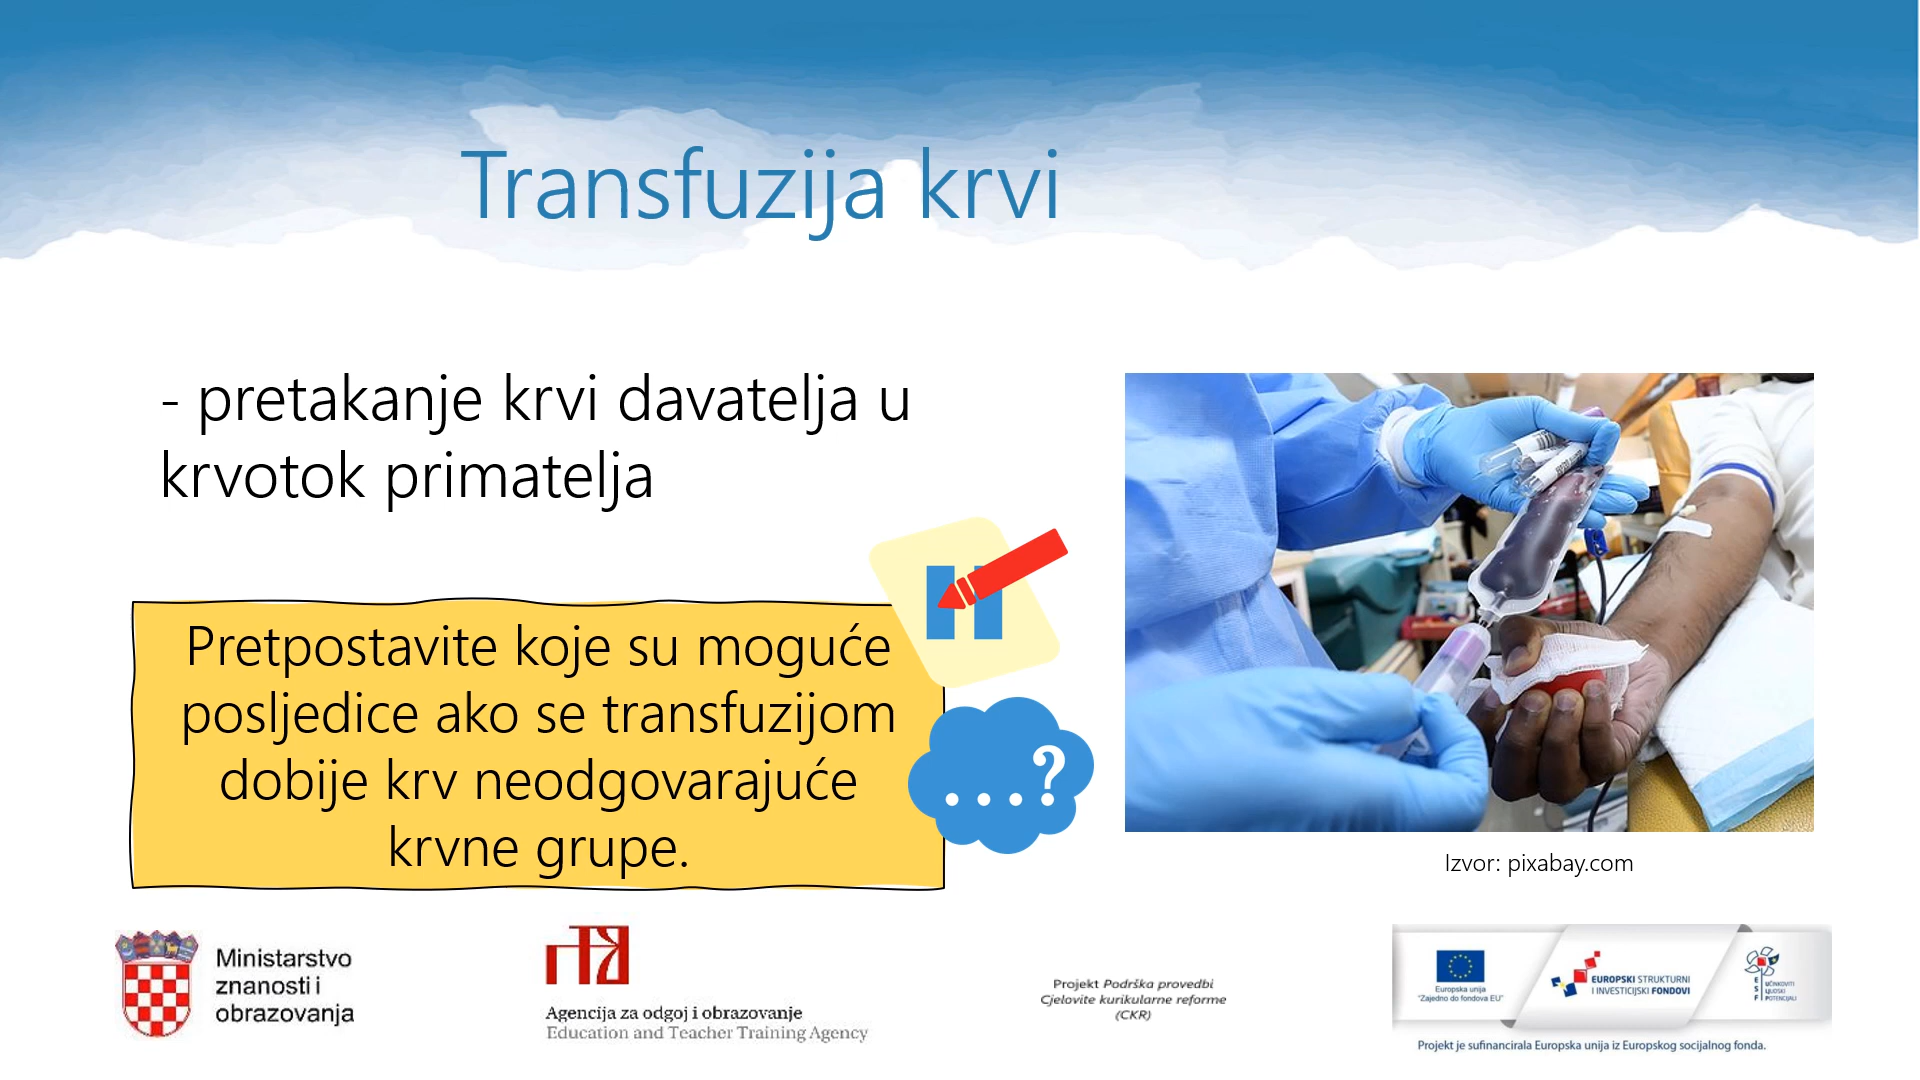 Transfuzija krvi
- pretakanje krvi davatelja u
krvotok primatelja
Pretpostavite koje su moguće
posljedice ako se transfuzijom
dobije krv neodgovarajuće
krvne grupe.
...?
Izvor: pixabay.com
Ministarstvo
znanosti i
obrazovanja
Agencija za odgoj i obrazovanje
Education and Teacher Training Agency
Projekt Podrška provedbi
Cjelovite kurikularne reforme
(CKR)
Europska unija
"Zajedno do fondova EU"
EUROPSKI STRUKTURNI
I INVESTICIJSKI FONDOVI
ESF
UČINKOVITI
LJUDSKI
POTENCIJALI
Projekt je sufinancirala Europska unija iz Europskog socijalnog fonda.